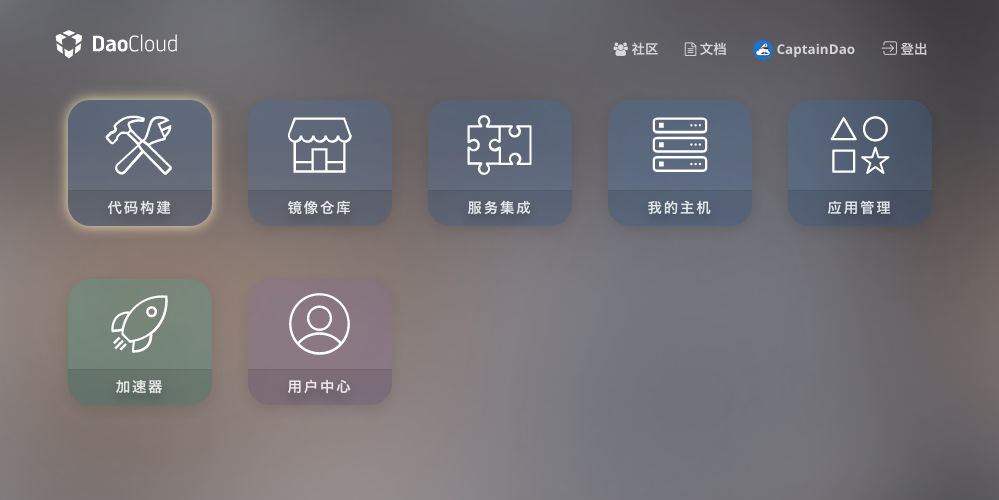 DaoCloud
社区
文档
CaptainDao
登出
代码构建
镜像仓库
服务集成
我的主机
应用管理
加速器
用户中心